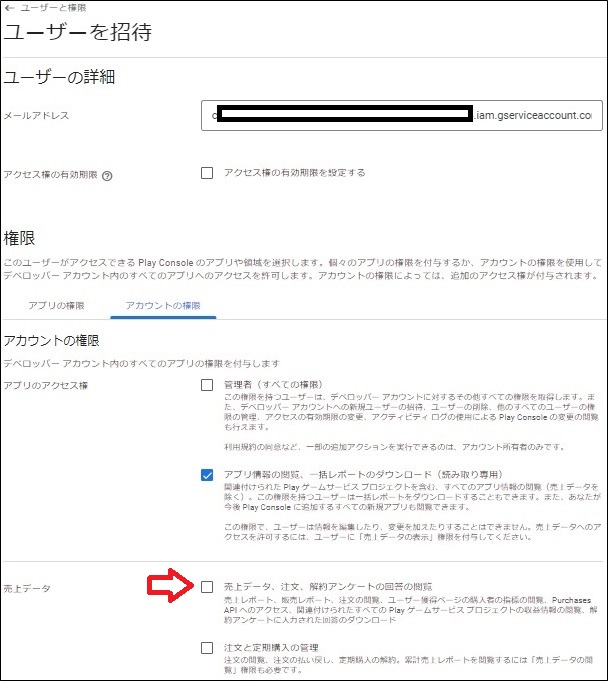 ← ユーザーと権限
ユーザーを招待
ユーザーの詳細
メールアドレス
c
.iam.gserviceaccount.co
アクセス権の有効期限 ?
アクセス権の有効期限を設定する
権限
このユーザーがアクセスできる Play Console のアプリや領域を選択します。個々のアプリの権限を付与するか、アカウントの権限を使用して
デベロッパー アカウント内のすべてのアプリへのアクセスを許可します。アカウントの権限によっては、追加のアクセス権が付与されます。
アプリの権限
アカウントの権限
アカウントの権限
デベロッパー アカウント内のすべてのアプリの権限を付与します
アプリのアクセス権
管理者（すべての権限）
この権限を持つユーザーは、デベロッパー アカウントに対するその他すべての権限を取得します。ま
た、デベロッパー アカウントへの新規ユーザーの招待、ユーザーの削除、他のすべてのユーザーの権
限の管理、アクセスの有効期限の変更、アクティビティ ログの使用による Play Console の変更の閲覧
も行えます。
利用規約の同意など、一部の追加アクションを実行できるのは、アカウント所有者のみです。
アプリ情報の閲覧、一括レポートのダウンロード（読み取り専用）
関連付けられた Play ゲームサービス プロジェクトを含む、すべてのアプリ情報の閲覧（売上データを
除く）。この権限を持つユーザーは一括レポートをダウンロードすることもできます。また、あなたが
今後 Play Console に追加するすべての新規アプリも閲覧できます。
この権限で、ユーザーは情報を編集したり、変更を加えたりすることはできません。売上データへのア
クセスを許可するには、ユーザーに「売上データの表示」権限を付与してください。
売上データ
売上データ、注文、解約アンケートの回答の閲覧
売上レポート、販売レポート、注文の閲覧、ユーザー獲得ページの購入者の指標の閲覧、Purchases
API へのアクセス、関連付けられたすべての Play ゲームサービス プロジェクトの収益情報の閲覧、解
約アンケートに入力された回答のダウンロード
注文と定期購入の管理
注文の閲覧、注文の払い戻し、定期購入の解約。累計売上レポートを閲覧するには「売上データの閲
覧」権限も必要です。